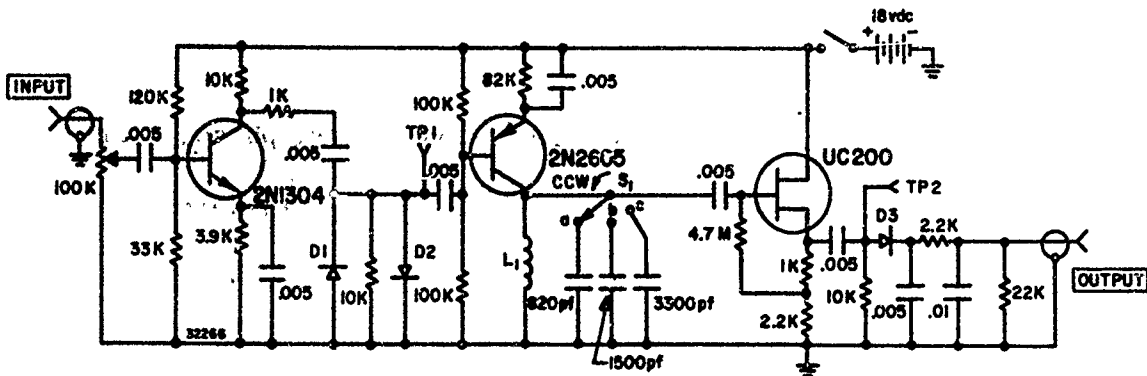 18vdc
+ -
INPUT
120K
10K
1K
.005
100K
.005
2N1304
3.9K
33K
.005
32266
D1
10K
D2
TP1
100K
.005
100K
82K
.005
2N2605
CCW
S1
a
b
c
L1
820pf
1500pf
3300pf
.005
4.7M
UC200
TP2
D3
2.2K
1K
.005
2.2K
10K
.005
.01
22K
OUTPUT